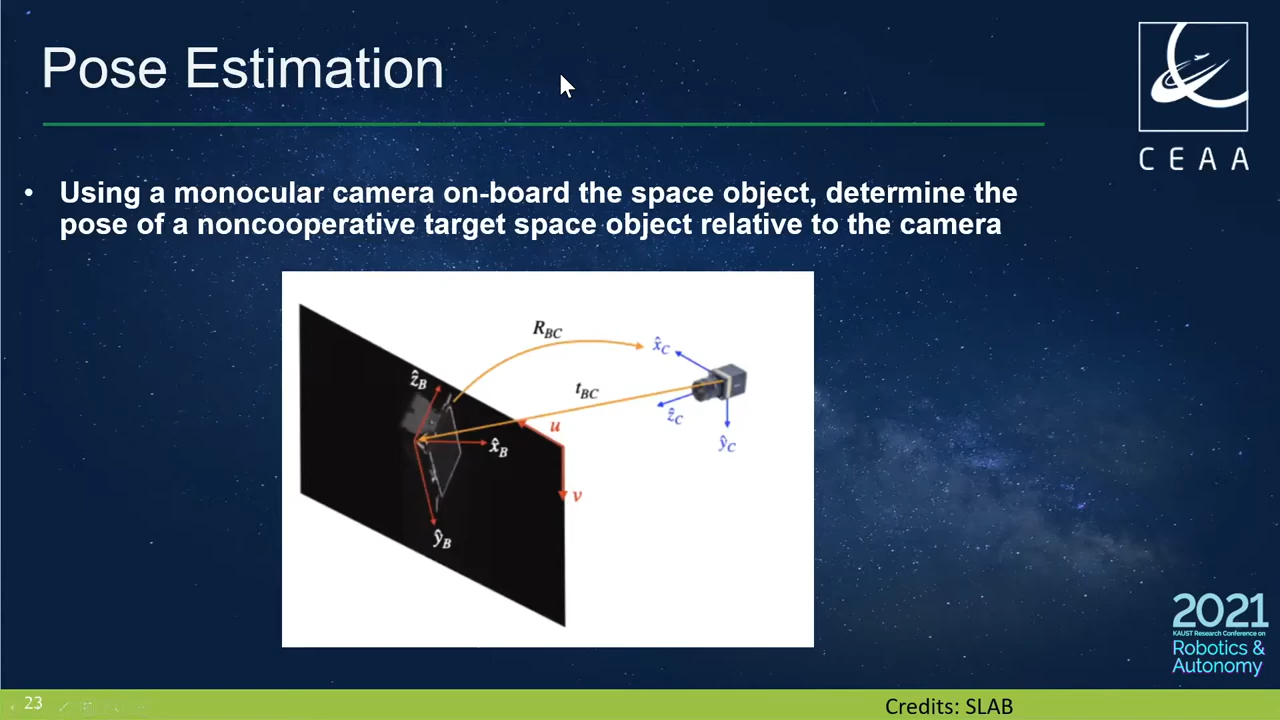 Pose Estimation
CEAA
• Using a monocular camera on-board the space object, determine the
pose of a noncooperative target space object relative to the camera
R_BC
x̂_C
t_BC
ẑ_B
ẑ_C
u
x̂_B
ŷ_C
v
ŷ_B
2021
KAUST Research Conference on
Robotics &
Autonomy
23
Credits: SLAB